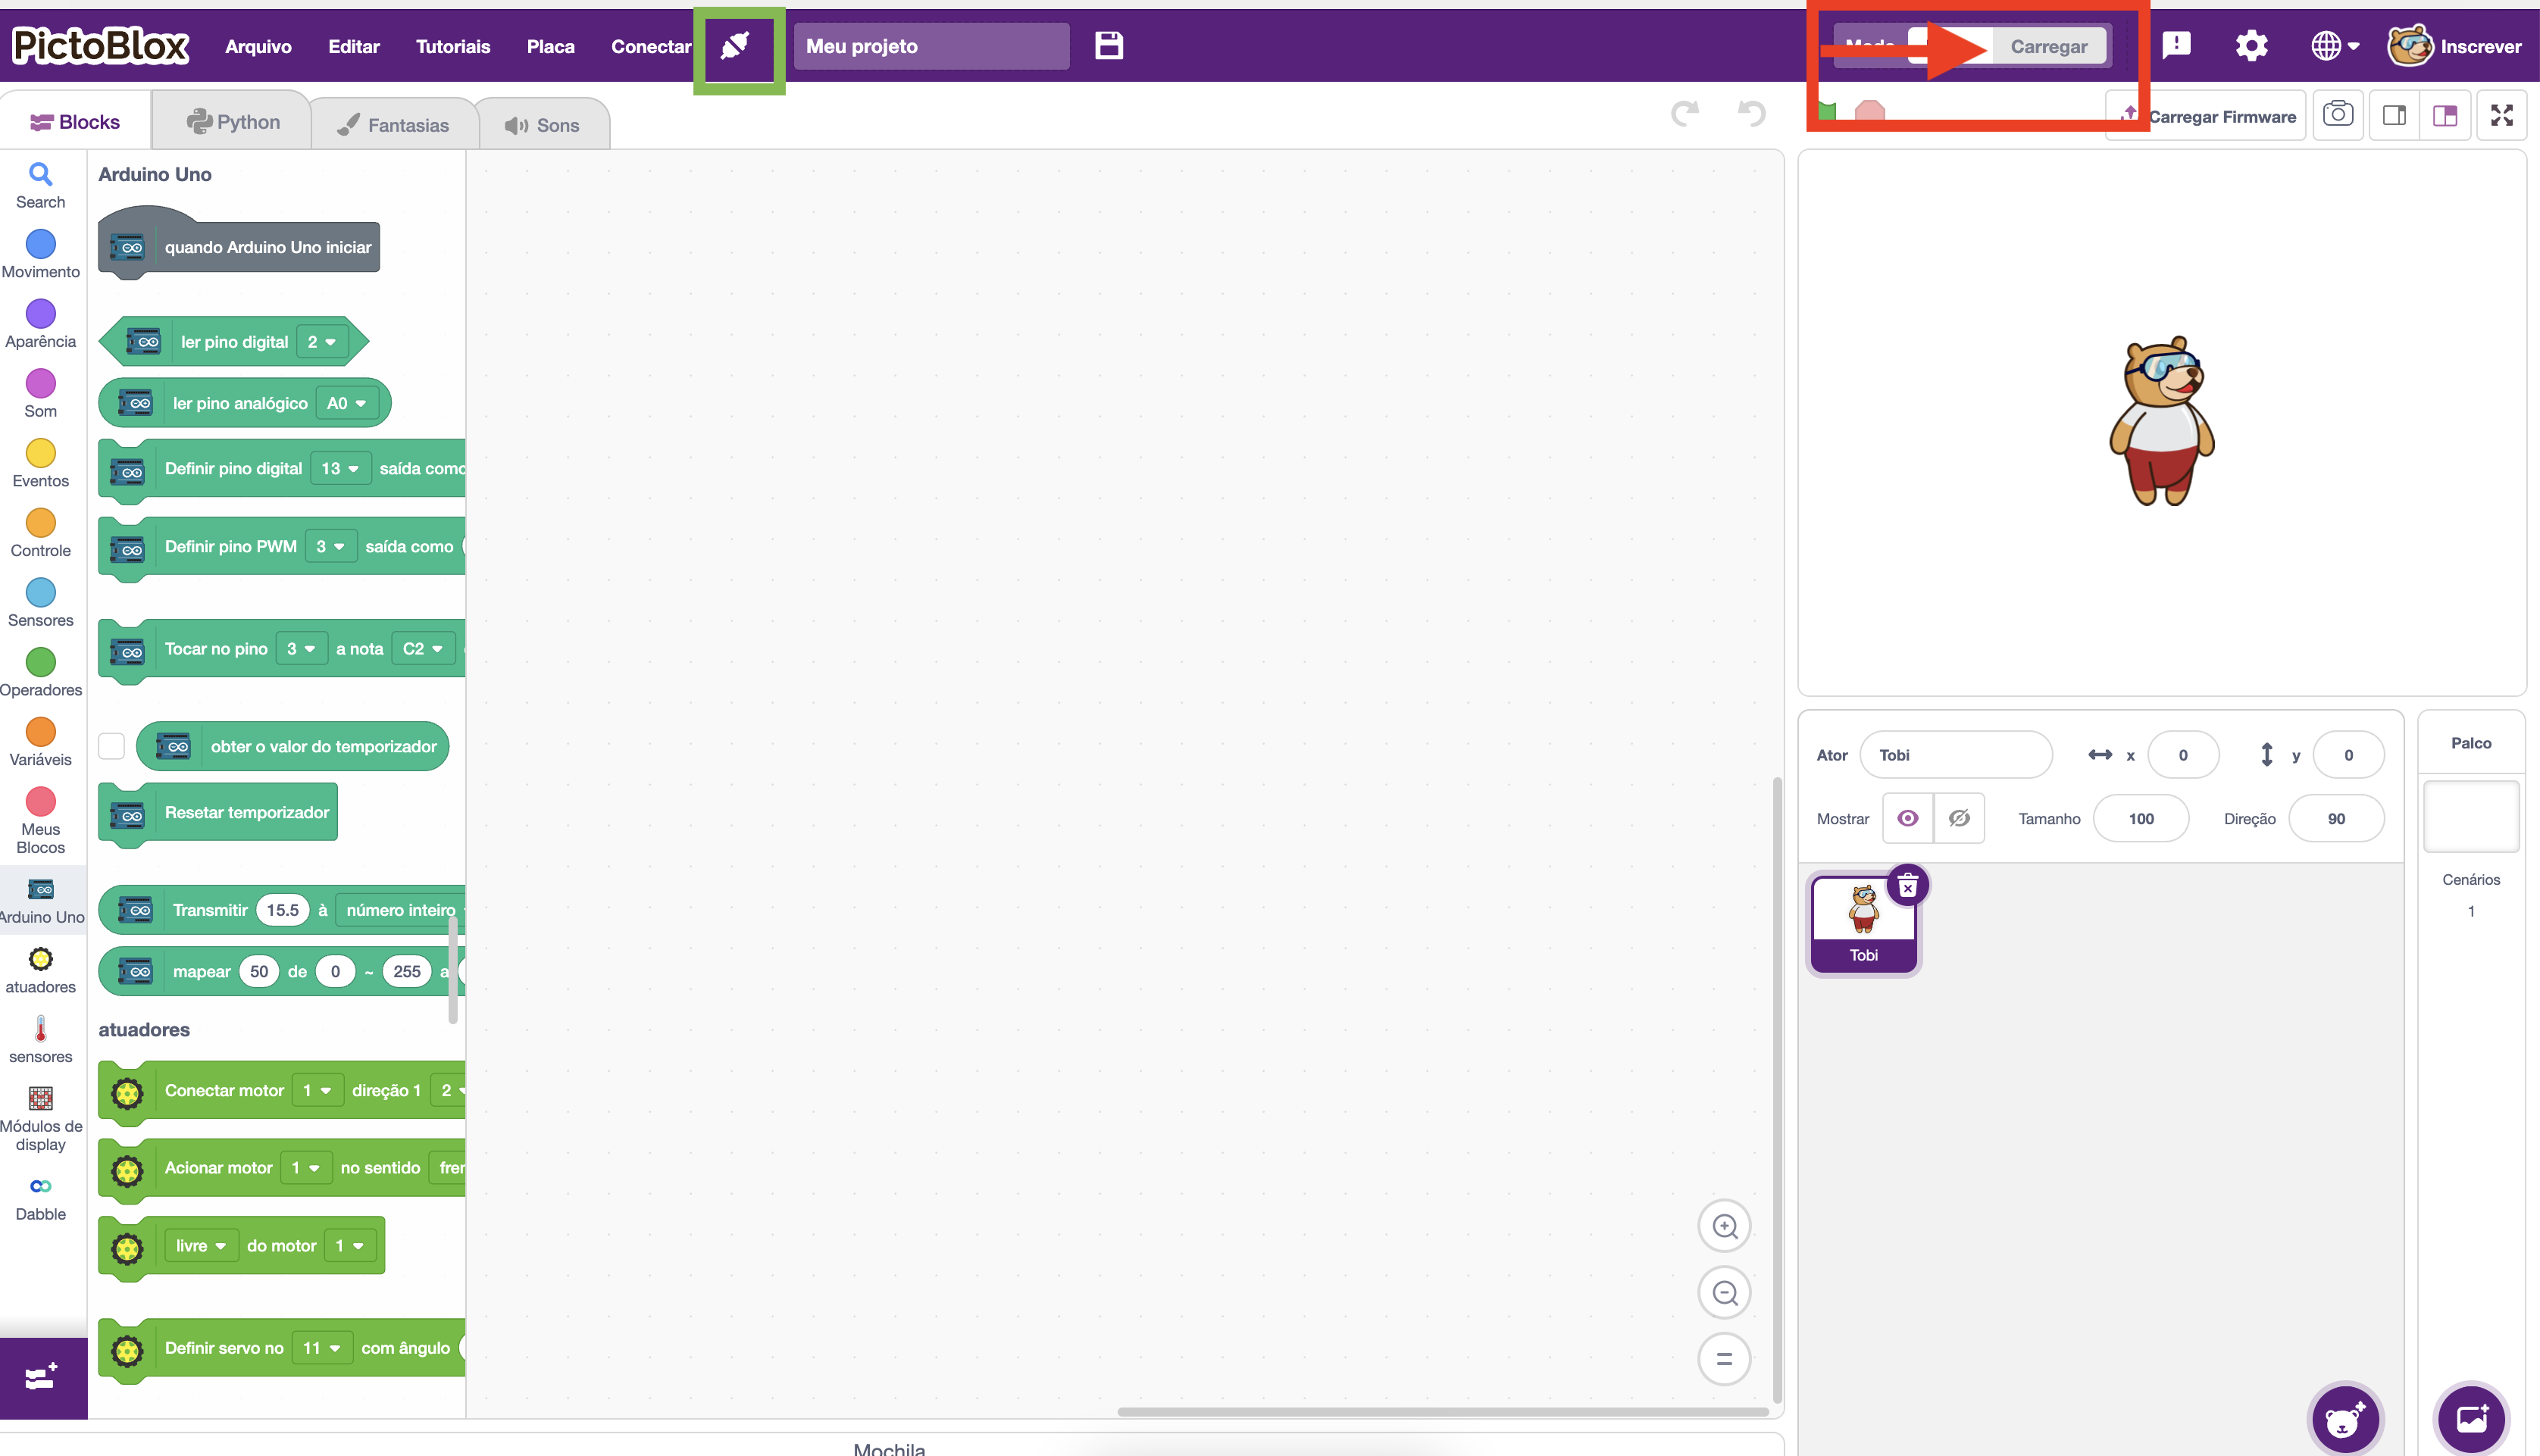 PictoBlox
Arquivo
Editar
Tutoriais
Placa
Conectar
Meu projeto
Carregar
Inscrever
Blocks
Python
Fantasias
Sons
Carregar Firmware
Search
Movimento
Aparência
Som
Eventos
Controle
Sensores
Operadores
Variáveis
Meus
Blocos
Arduino Uno
atuadores
sensores
Módulos de
display
Dabble
Arduino Uno
quando Arduino Uno iniciar
ler pino digital 2
ler pino analógico A0
Definir pino digital 13 saída como
Definir pino PWM 3 saída como
Tocar no pino 3 a nota C2
obter o valor do temporizador
Resetar temporizador
Transmitir 15.5 à número inteiro
mapear 50 de 0 ~ 255 a
atuadores
Conectar motor 1 direção 1 2
Acionar motor 1 no sentido
livre do motor 1
Definir servo no 11 com ângulo
Ator Tobi x 0 y 0
Mostrar Tamanho 100 Direção 90
Tobi
Palco
Cenários
1
Mochila